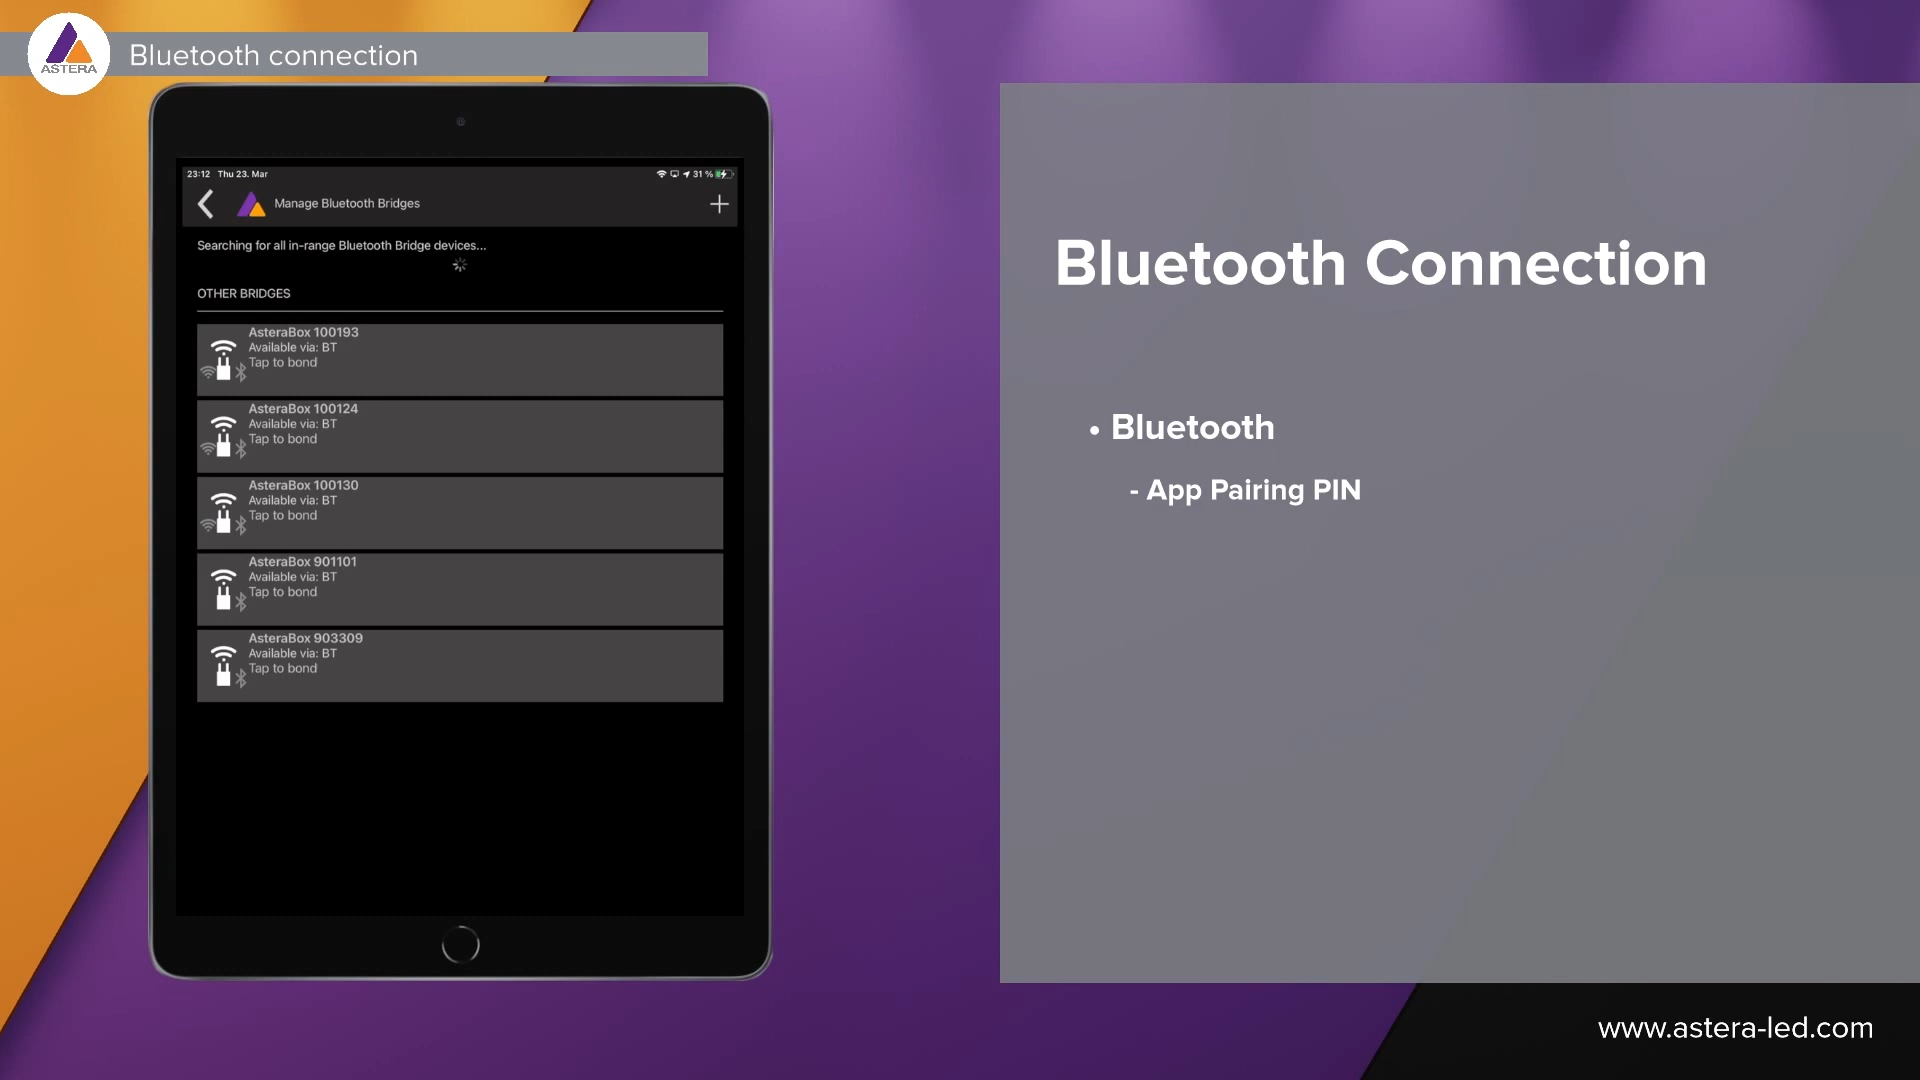 ASTERA
Bluetooth connection
23:12 Thu 23. Mar
31 %
Manage Bluetooth Bridges
Searching for all in-range Bluetooth Bridge devices...
OTHER BRIDGES
AsteraBox 100193
Available via: BT
Tap to bond
AsteraBox 100124
Available via: BT
Tap to bond
AsteraBox 100130
Available via: BT
Tap to bond
AsteraBox 901101
Available via: BT
Tap to bond
AsteraBox 903309
Available via: BT
Tap to bond
Bluetooth Connection
• Bluetooth
- App Pairing PIN
www.astera-led.com